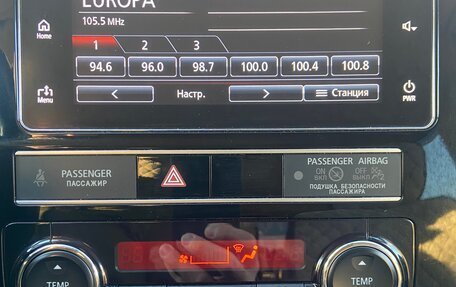 EUROPA
105.5 MHz
Home
1 2 3
94.6 96.0 98.7 100.0 100.4 100.8
Menu
< Настр. > Станция
PWR
PASSENGER
ПАССАЖИР
PASSENGER AIRBAG
ON OFF
ВКЛ ВЫКЛ 2
ПОДУШКА БЕЗОПАСНОСТИ
ПАССАЖИРА
TEMP TEMP